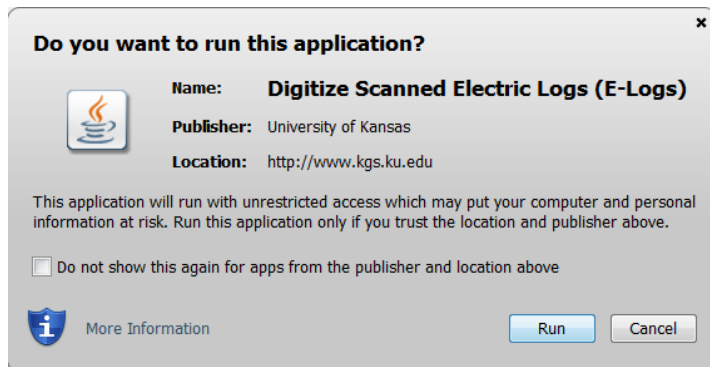 Do you want to run this application?
Name: Digitize Scanned Electric Logs (E-Logs)
Publisher: University of Kansas
Location: http://www.kgs.ku.edu
This application will run with unrestricted access which may put your computer and personal
information at risk. Run this application only if you trust the location and publisher above.
Do not show this again for apps from the publisher and location above
More Information Run Cancel